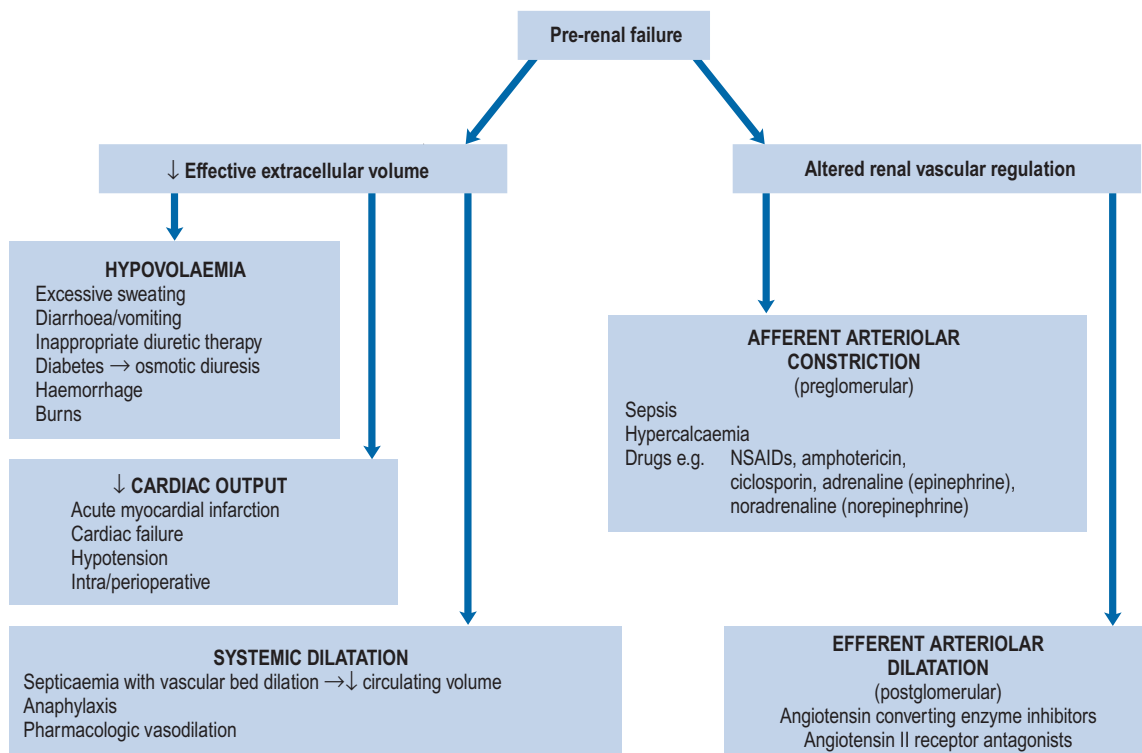 Pre-renal failure
↓ Effective extracellular volume
Altered renal vascular regulation
HYPOVOLAEMIA
Excessive sweating
Diarrhoea/vomiting
Inappropriate diuretic therapy
Diabetes → osmotic diuresis
Haemorrhage
Burns
↓ CARDIAC OUTPUT
Acute myocardial infarction
Cardiac failure
Hypotension
Intra/perioperative
SYSTEMIC DILATATION
Septicaemia with vascular bed dilation →↓ circulating volume
Anaphylaxis
Pharmacologic vasodilation
AFFERENT ARTERIOLAR
CONSTRICTION
(preglomerular)
Sepsis
Hypercalcaemia
Drugs e.g. NSAIDs, amphotericin,
ciclosporin, adrenaline (epinephrine),
noradrenaline (norepinephrine)
EFFERENT ARTERIOLAR
DILATATION
(postglomerular)
Angiotensin converting enzyme inhibitors
Angiotensin II receptor antagonists